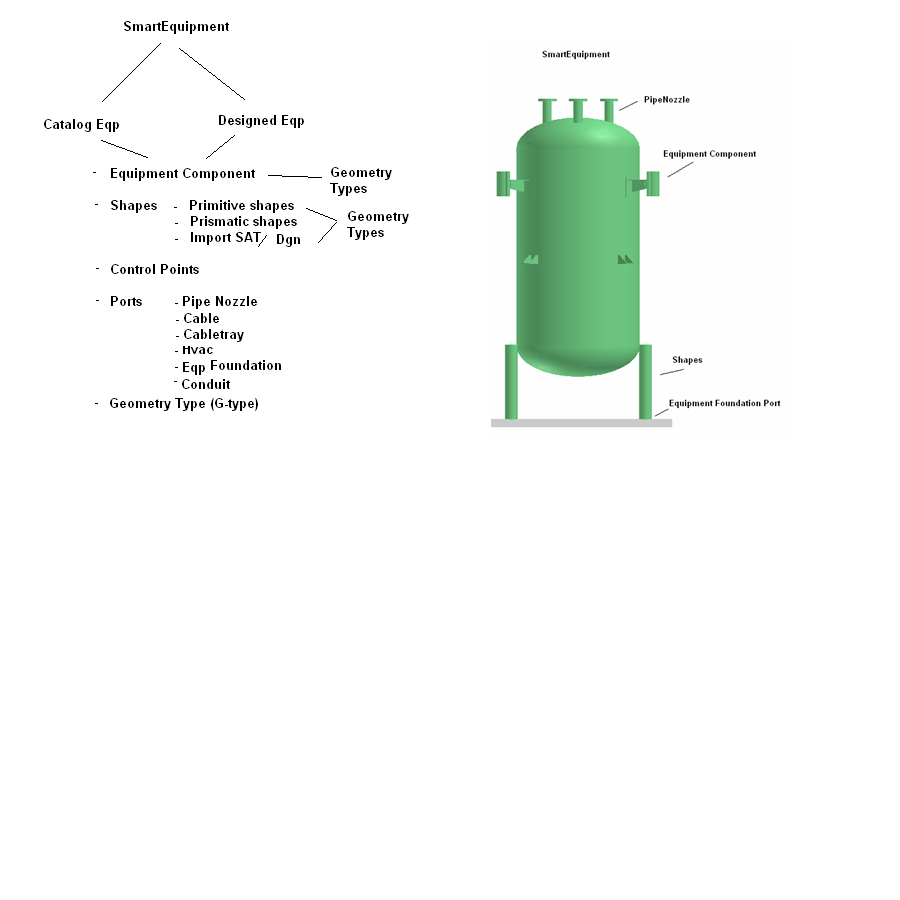 SmartEquipment
Catalog Eqp
Designed Eqp
- Equipment Component
Geometry
Types
- Shapes - Primitive shapes
- Prismatic shapes
- Import SAT / Dgn
Geometry
Types
- Control Points
- Ports - Pipe Nozzle
- Cable
- Cabletray
- Hvac
- Eqp Foundation
- Conduit
- Geometry Type (G-type)
SmartEquipment
PipeNozzle
Equipment Component
Shapes
Equipment Foundation Port